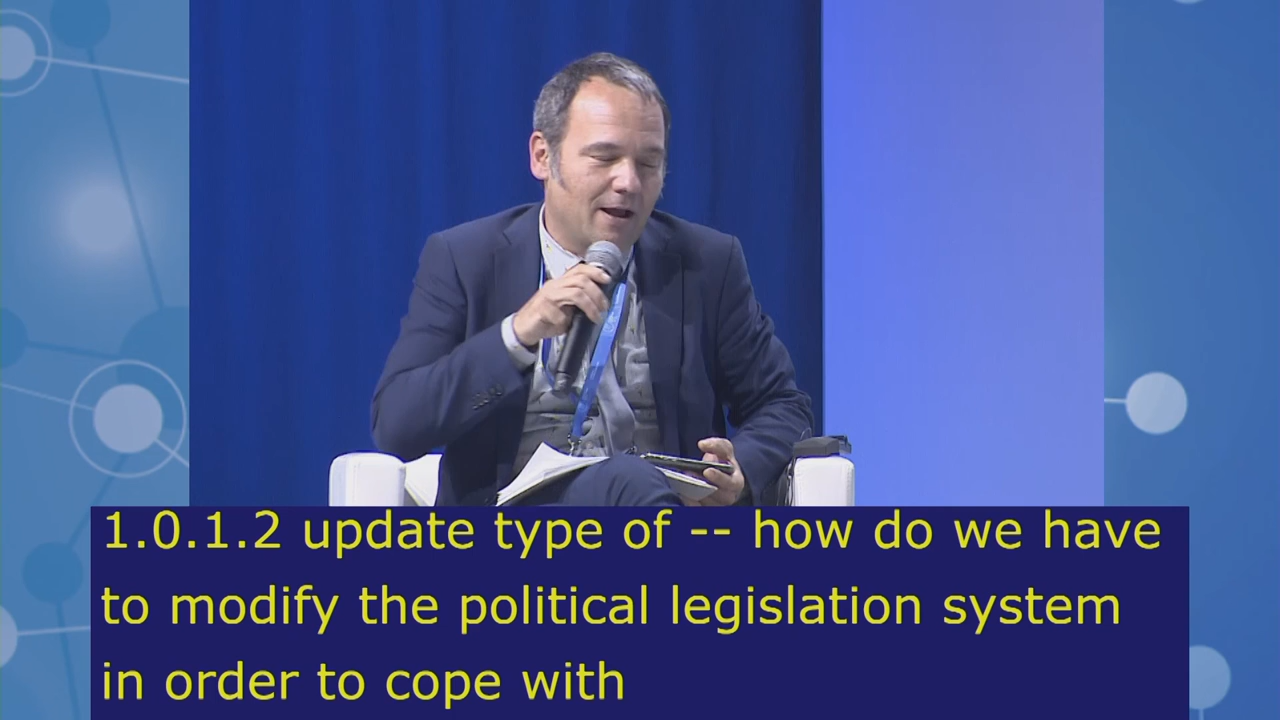 1.0.1.2 update type of -- how do we have
to modify the political legislation system
in order to cope with